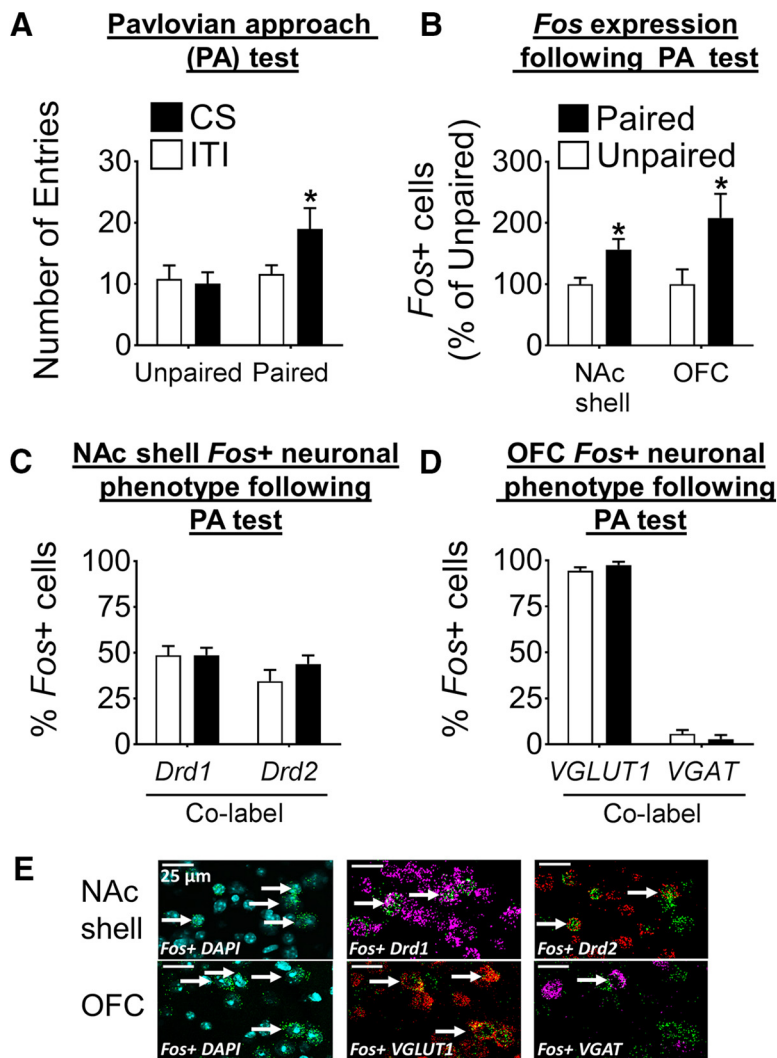 A
Pavlovian approach
(PA) test
CS
ITI
Number of Entries
40
30
20
10
0
*
Unpaired Paired
B
Fos expression
following PA test
Paired
Unpaired
Fos+ cells
(% of Unpaired)
300
200
100
0
*
*
NAc
shell
OFC
C
NAc shell Fos+ neuronal
phenotype following
PA test
% Fos+ cells
100
75
50
25
0
Drd1 Drd2
Co-label
D
OFC Fos+ neuronal
phenotype following
PA test
% Fos+ cells
100
75
50
25
0
VGLUT1 VGAT
Co-label
E
NAc
shell
25 µm
Fos+ DAPI
Fos+ Drd1
Fos+ Drd2
OFC
Fos+ DAPI
Fos+ VGLUT1
Fos+ VGAT